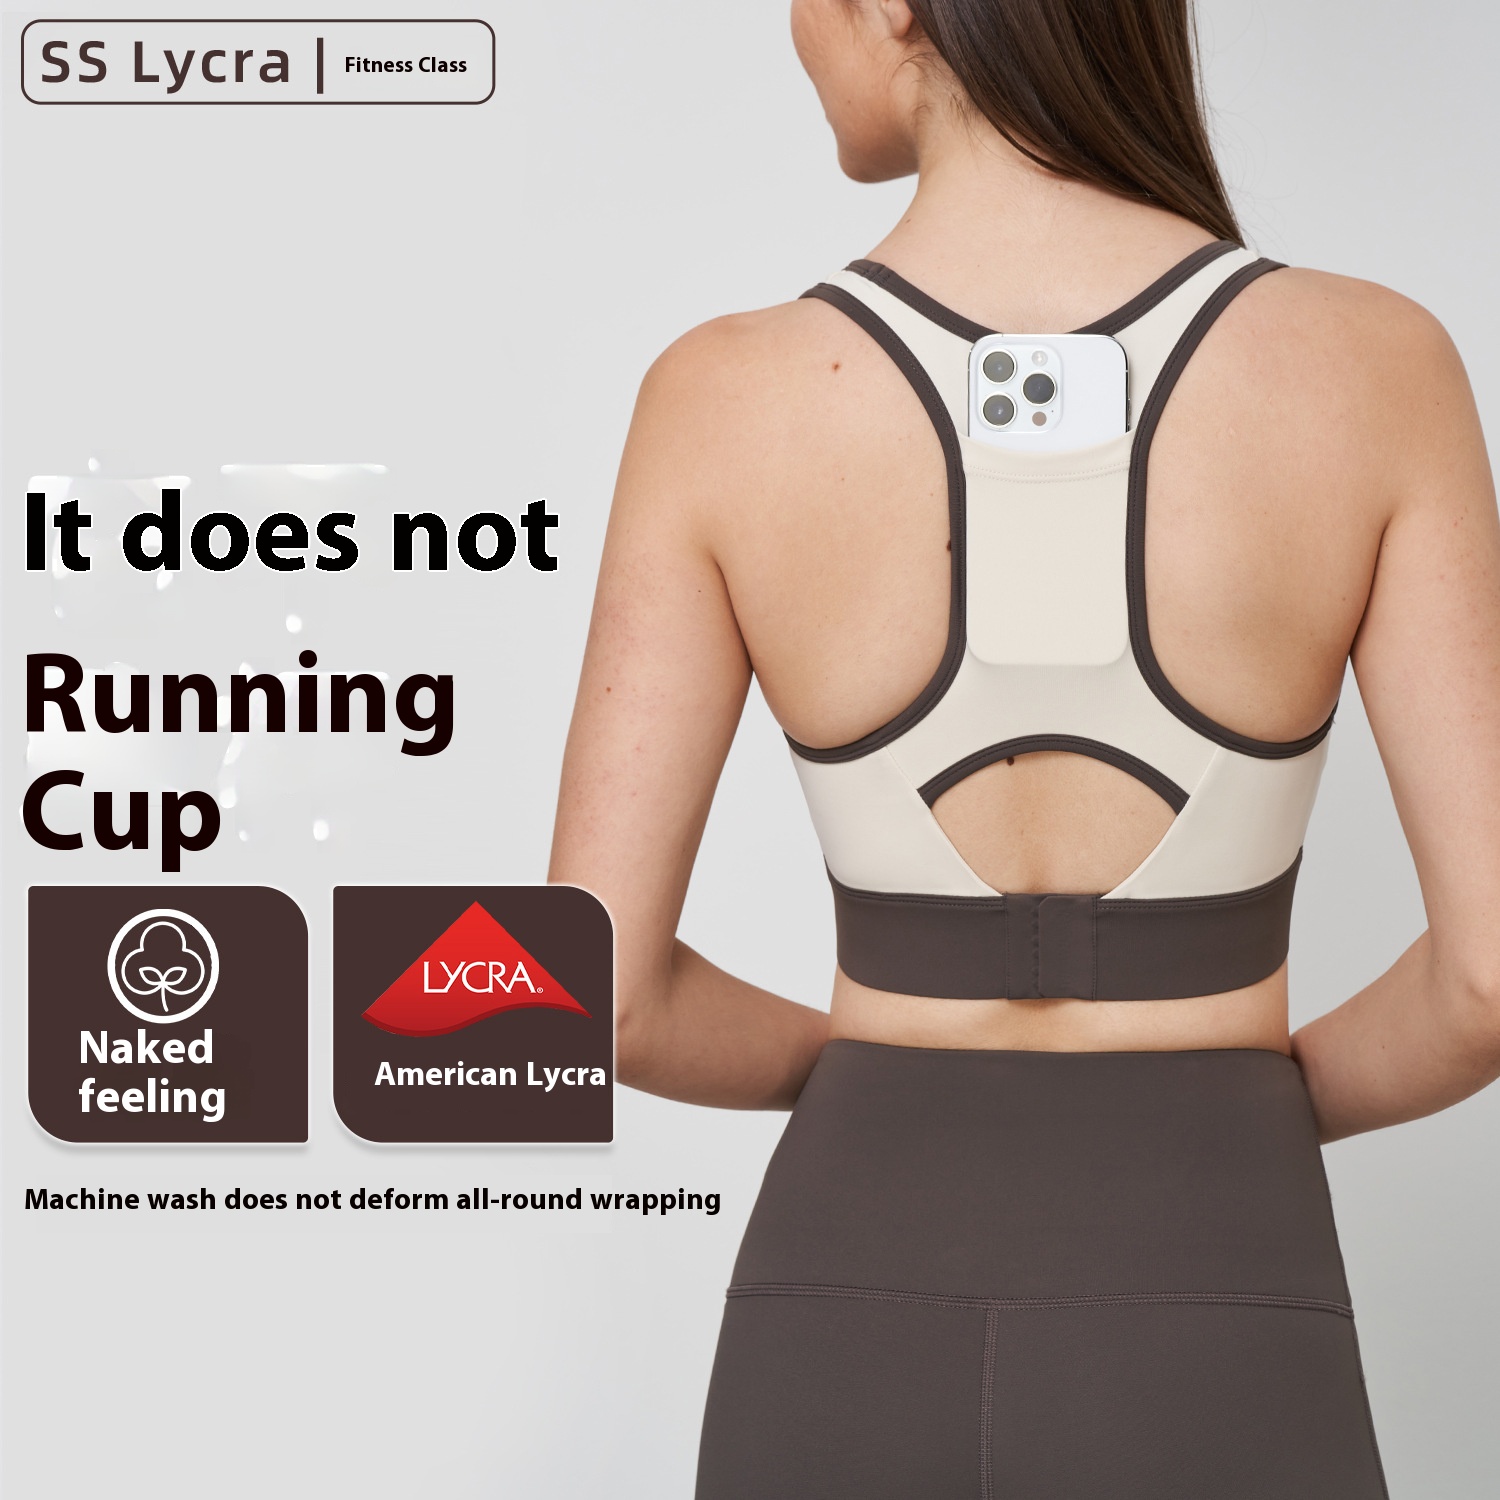 SS Lycra | Fitness Class
It does not
Running
Cup
Naked
feeling
LYCRA®
American Lycra
Machine wash does not deform all-round wrapping